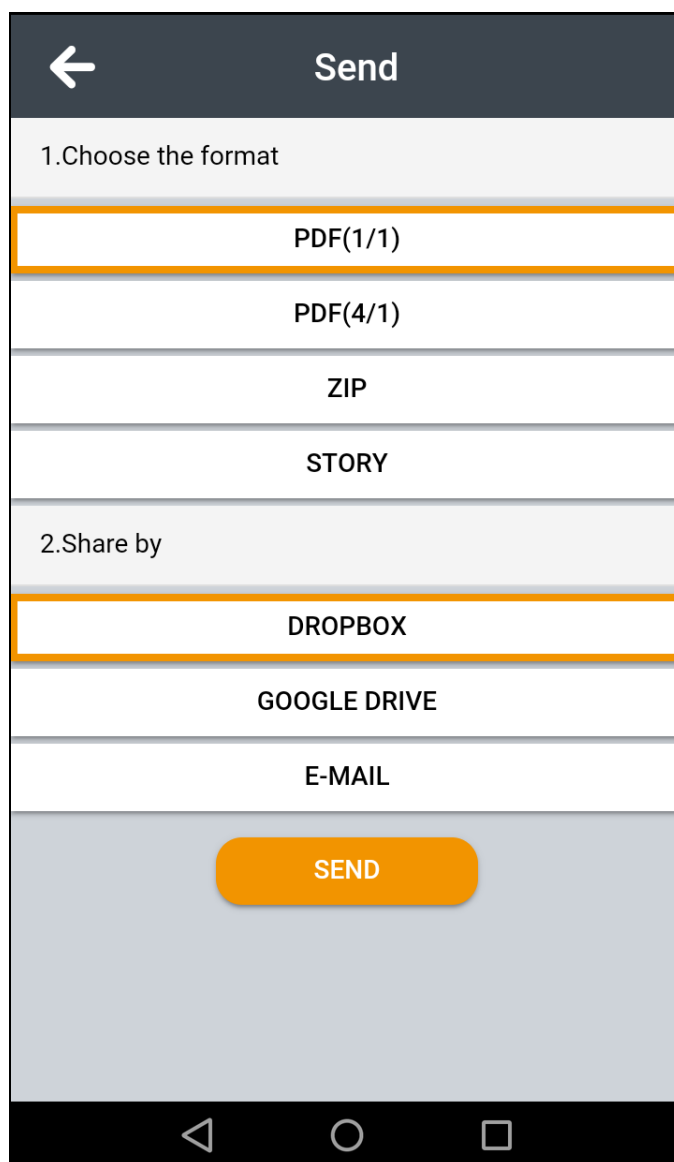 Send
1.Choose the format
PDF(1/1)
PDF(4/1)
ZIP
STORY
2.Share by
DROPBOX
GOOGLE DRIVE
E-MAIL
SEND